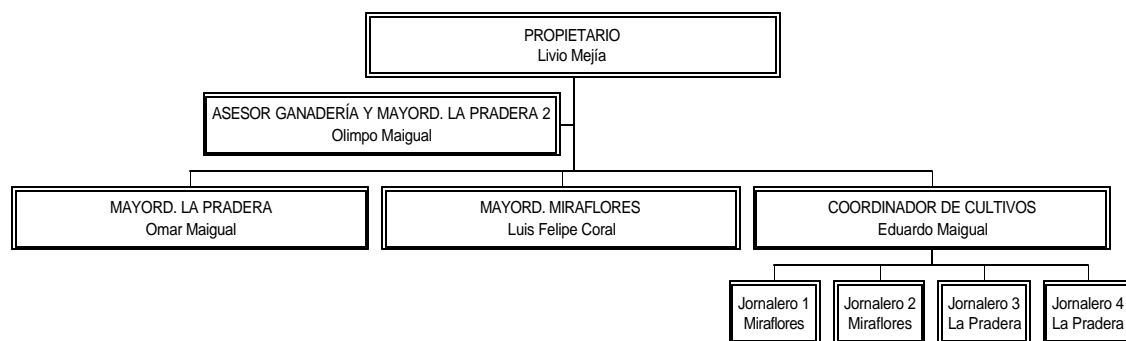 PROPIETARIO
Livio Mejía
ASESOR GANADERÍA Y MAYORD. LA PRADERA 2
Olimpo Maigual
MAYORD. LA PRADERA
Omar Maigual
MAYORD. MIRAFLORES
Luis Felipe Coral
COORDINADOR DE CULTIVOS
Eduardo Maigual
Jornalero 1
Miraflores
Jornalero 2
Miraflores
Jornalero 3
La Pradera
Jornalero 4
La Pradera